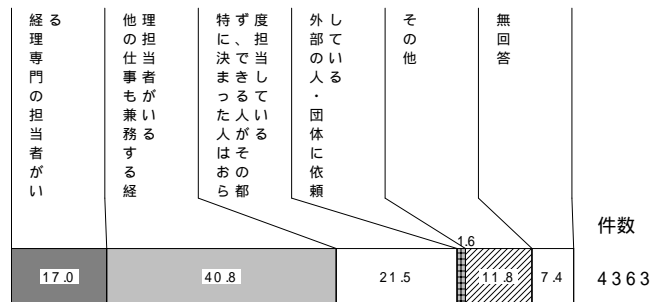 経理専門の担当者がい
る
他の仕事も兼務する経
理担当者がいる
特に決まった人はおら
ず、できる人がその都
度担当している
外部の人・団体に依頼
している
その他
無回答
件数
17.0
40.8
21.5
1.6
11.8
7.4
4363